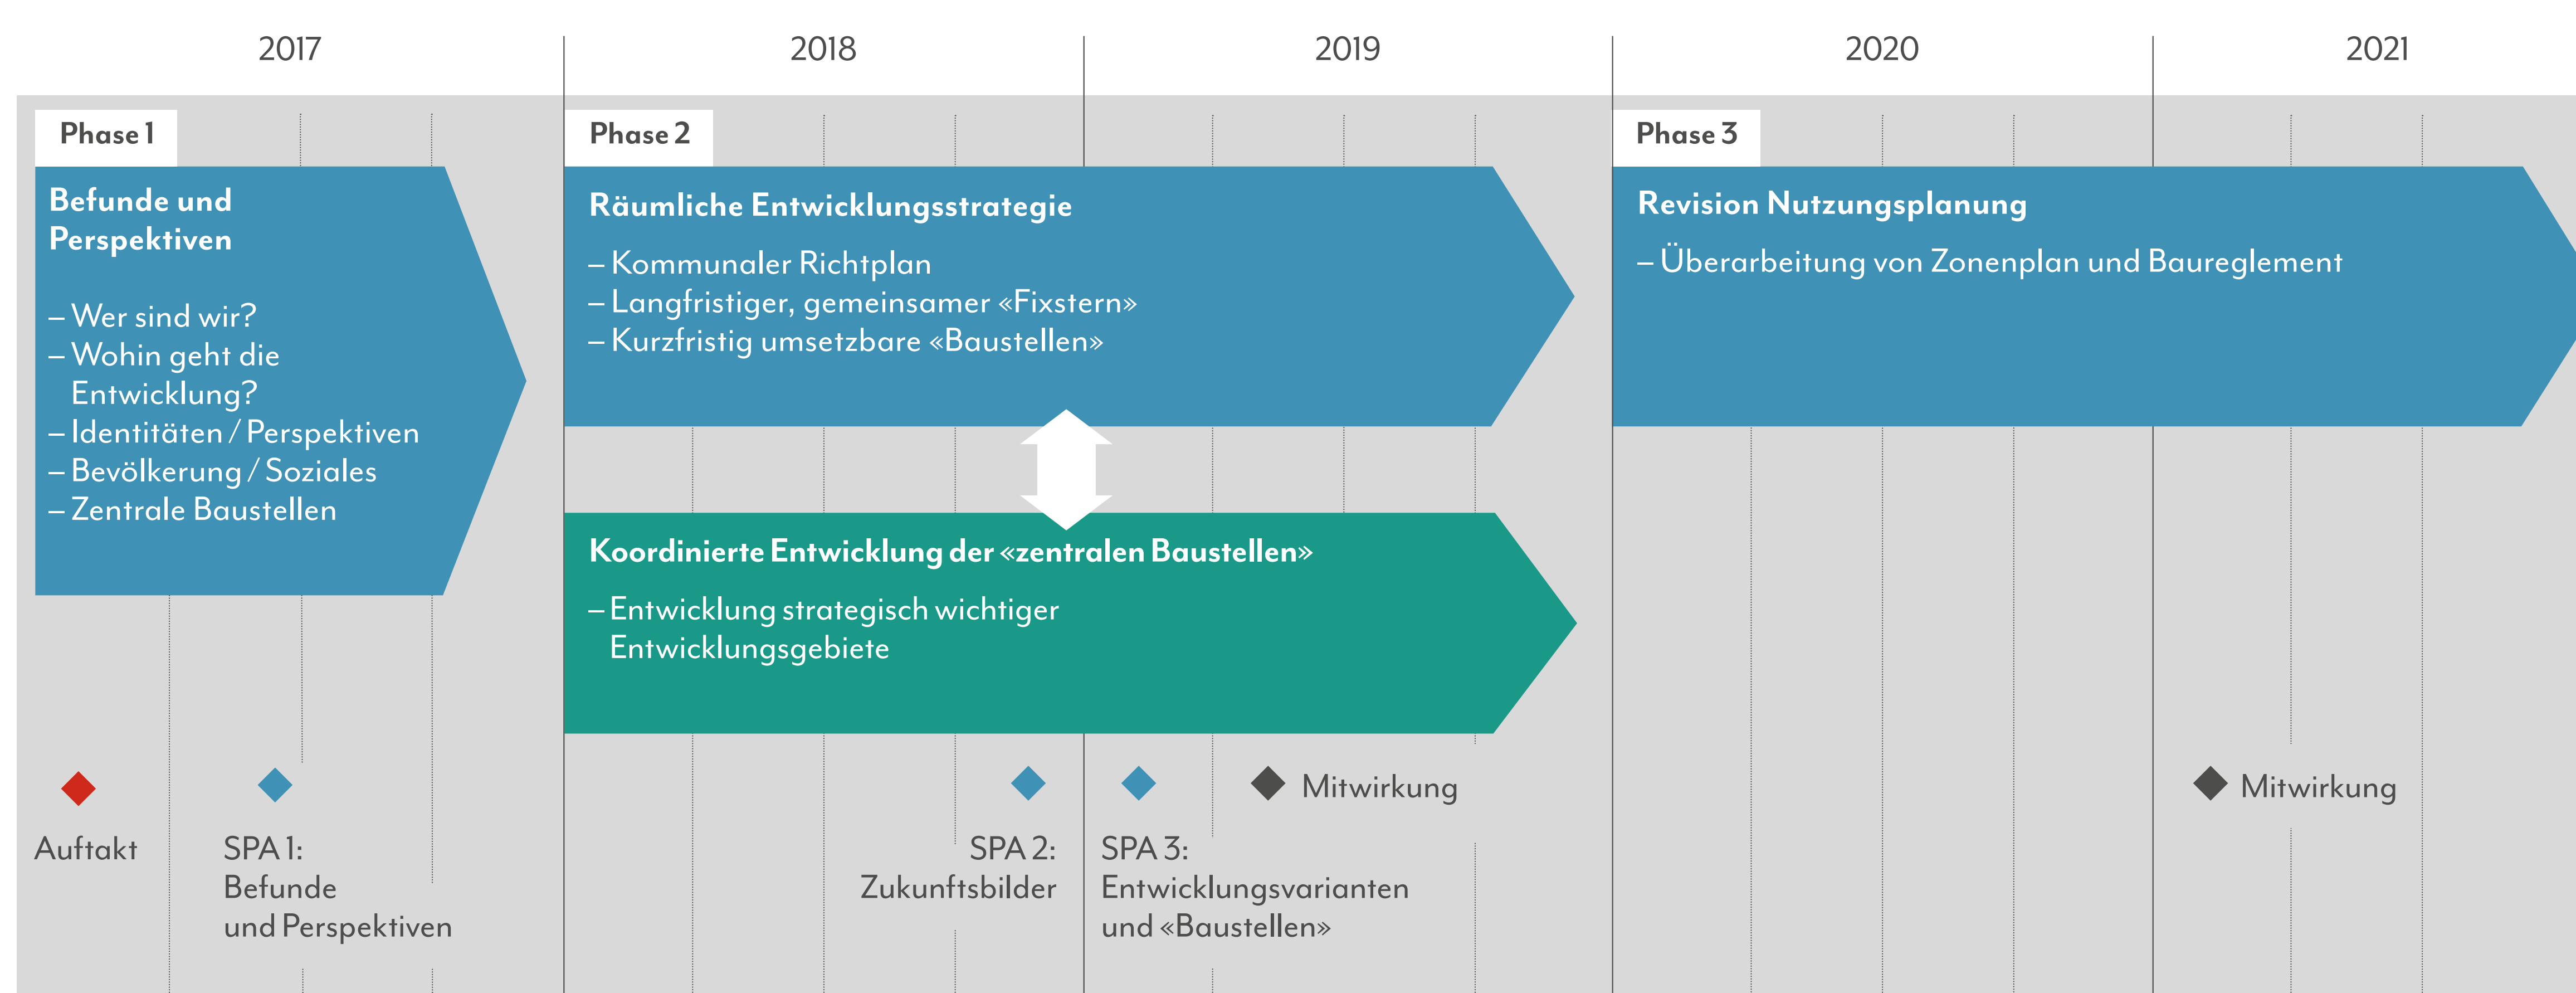 2017
2018
2019
2020
2021
Phase 1
Befunde und
Perspektiven
– Wer sind wir?
– Wohin geht die
Entwicklung?
– Identitäten / Perspektiven
– Bevölkerung / Soziales
– Zentrale Baustellen
Phase 2
Räumliche Entwicklungsstrategie
– Kommunaler Richtplan
– Langfristiger, gemeinsamer «Fixstern»
– Kurzfristig umsetzbare «Baustellen»
Koordinierte Entwicklung der «zentralen Baustellen»
– Entwicklung strategisch wichtiger
Entwicklungsgebiete
Phase 3
Revision Nutzungsplanung
– Überarbeitung von Zonenplan und Baureglement
Auftakt
SPA 1:
Befunde
und Perspektiven
SPA 2:
Zukunftsbilder
SPA 3:
Entwicklungsvarianten
und «Baustellen»
Mitwirkung
Mitwirkung